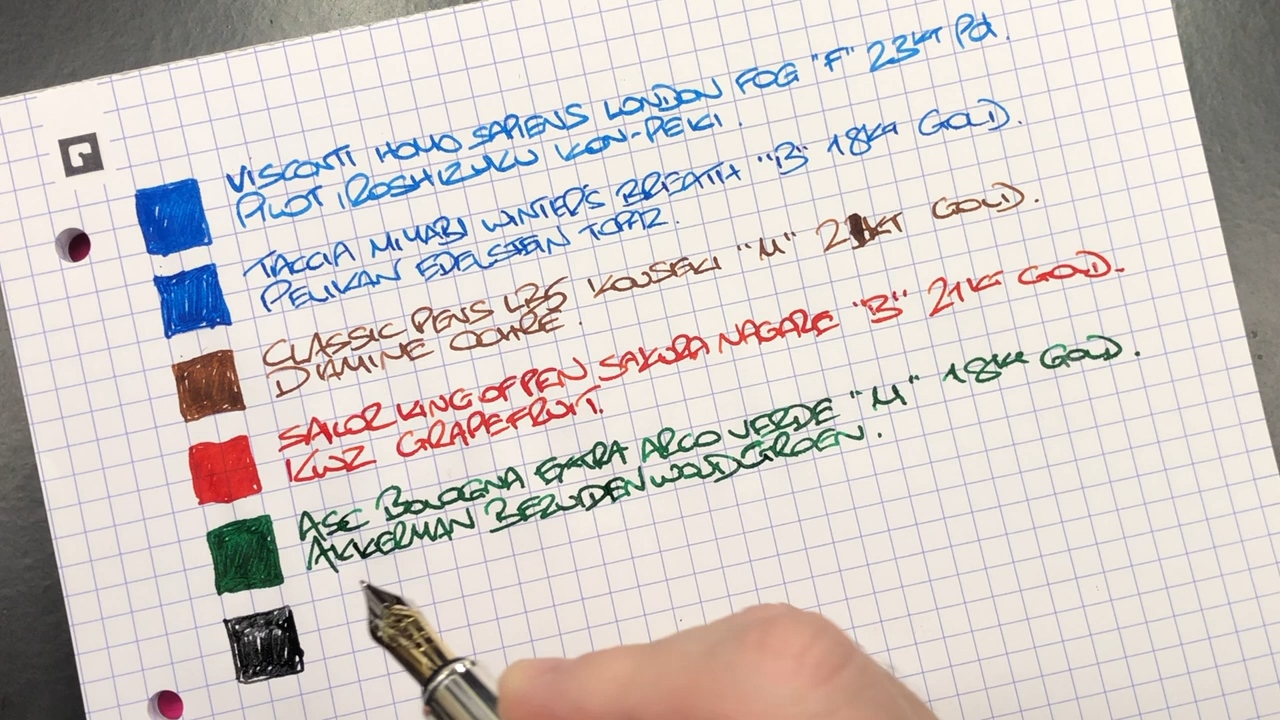 VISCONTI HOMO SAPIENS LONDON FOG "F" 23KT Pd.
PILOT IROSHIZUKU KON-PEKI.
TACCIA MIYABI WINTER'S BREATH "B" 18KT GOLD.
PELIKAN EDELSTEIN TOPAZ.
CLASSIC PENS LB5 KOUSEKI "M" 21KT GOLD.
DIAMINE OCHRE.
SAILOR KING OF PEN SAKURA NAGARE "B" 21KT GOLD.
KWZ GRAPEFRUIT.
ASC BOLOGNA EXTRA ARCO VERDE "M" 18KT GOLD.
AKKERMAN BEZUIDENWOUDGROEN.